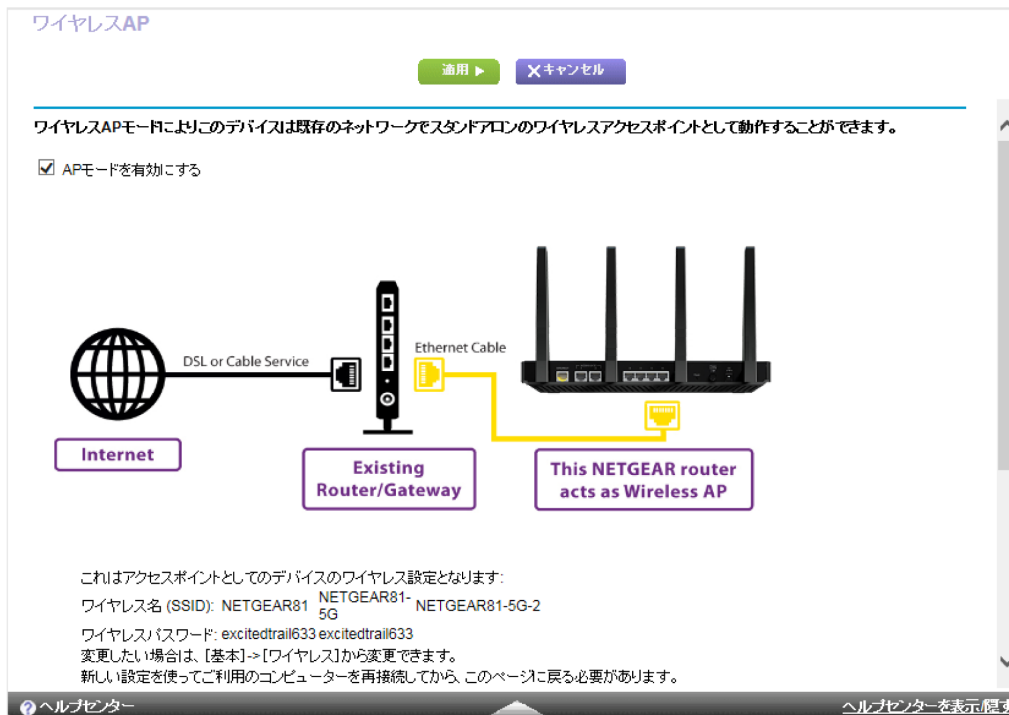 ワイヤレスAP
適用
キャンセル
ワイヤレスAPモードによりこのデバイスは既存のネットワークでスタンドアロンのワイヤレスアクセスポイントとして動作することができます。
APモードを有効にする
DSL or Cable Service
Ethernet Cable
Internet
Existing
Router/Gateway
This NETGEAR router
acts as Wireless AP
これはアクセスポイントとしてのデバイスのワイヤレス設定となります:
ワイヤレス名 (SSID): NETGEAR81 NETGEAR81-5G NETGEAR81-5G-2
ワイヤレスパスワード: excitedtrail633 excitedtrail633
変更したい場合は、[基本]->[ワイヤレス]から変更できます。
新しい設定を使ってご利用のコンピューターを再接続してから、このページに戻る必要があります。
ヘルプセンター
ヘルプセンターを表示/隠す